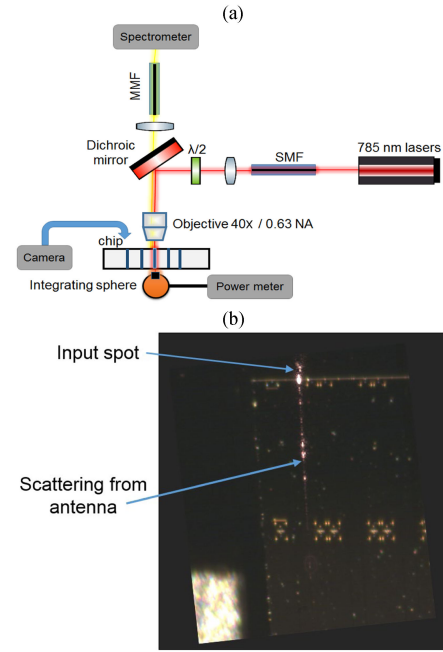 (a)
Spectrometer
MMF
Dichroic
mirror
λ/2
SMF
785 nm lasers
Objective 40x / 0.63 NA
chip
Camera
Integrating sphere
Power meter
(b)
Input spot
Scattering from
antenna